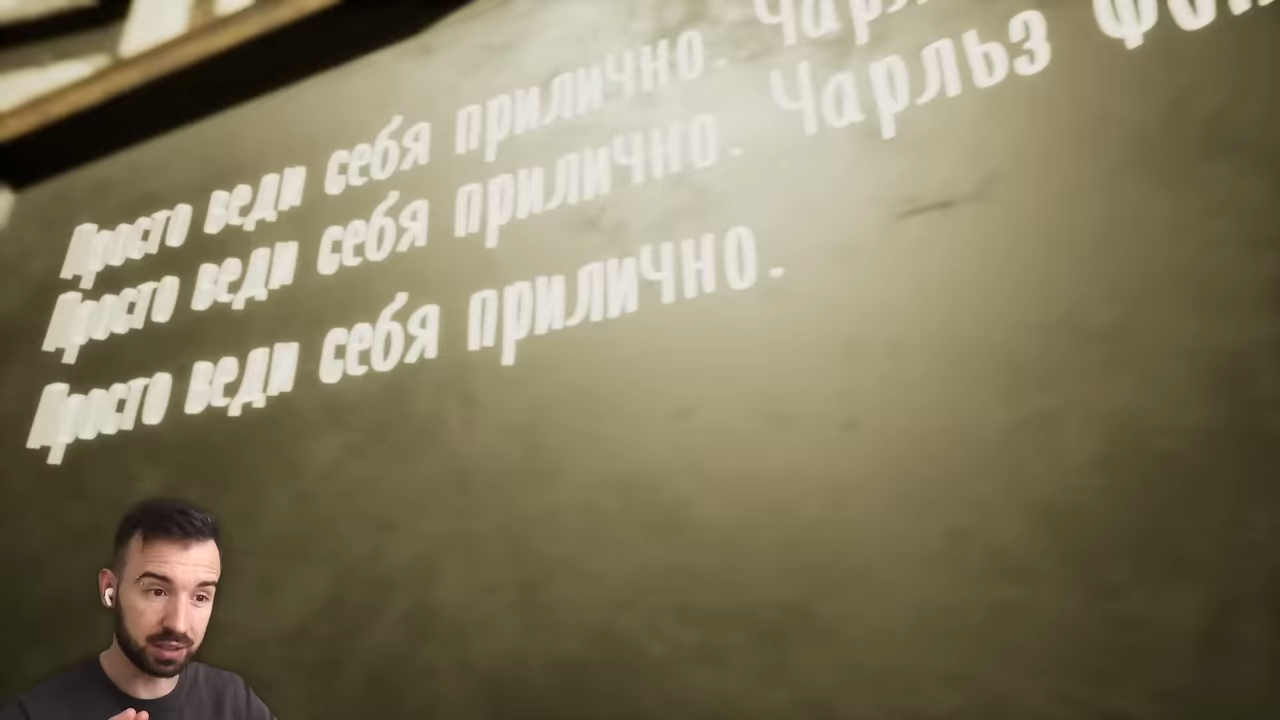 Просто веди себя прилично.
Просто веди себя прилично. Чарльз
Просто веди себя прилично.